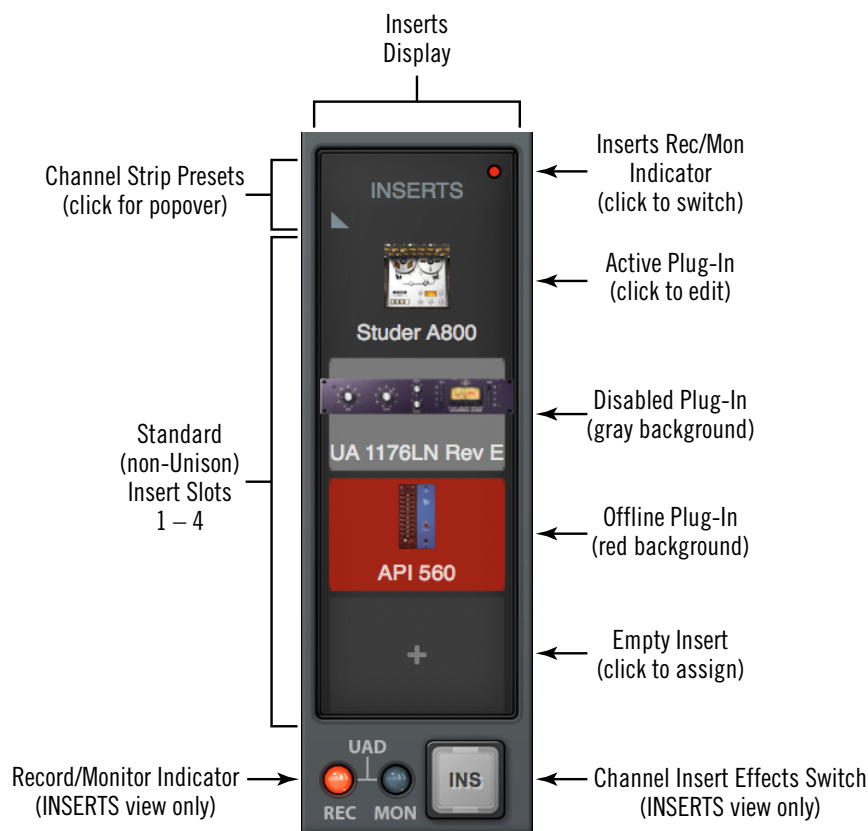 Inserts
Display
Channel Strip Presets
(click for popover)
INSERTS
Inserts Rec/Mon
Indicator
(click to switch)
Active Plug-In
(click to edit)
Studer A800
Disabled Plug-In
(gray background)
UA 1176LN Rev E
Standard
(non-Unison)
Insert Slots
1 – 4
Offline Plug-In
(red background)
API 560
+
Empty Insert
(click to assign)
UAD
REC MON
INS
Record/Monitor Indicator
(INSERTS view only)
Channel Insert Effects Switch
(INSERTS view only)